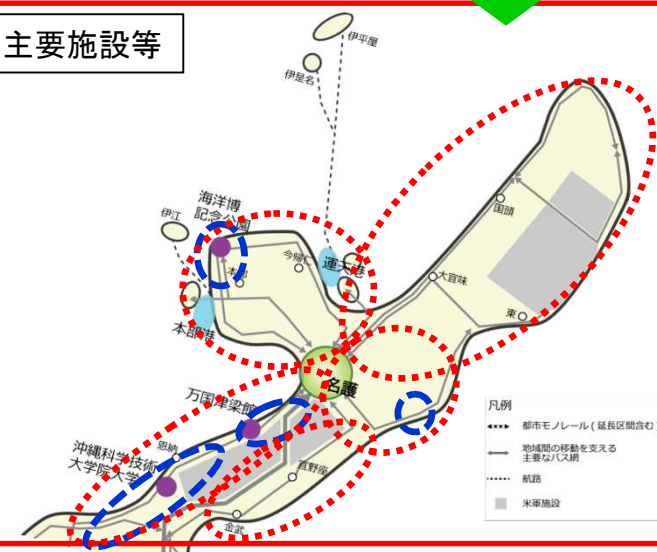 主要施設等
伊平屋
伊是名
海洋博
記念公園
伊江
本部
今帰仁
運天港
国頭
大宜味
東
本部港
名護
万国津梁館
恩納
沖縄科学技術
大学院大学
宜野座
金武
凡例
都市モノレール ( 延長区間含む )
地域間の移動を支える
主要なバス網
航路
米軍施設